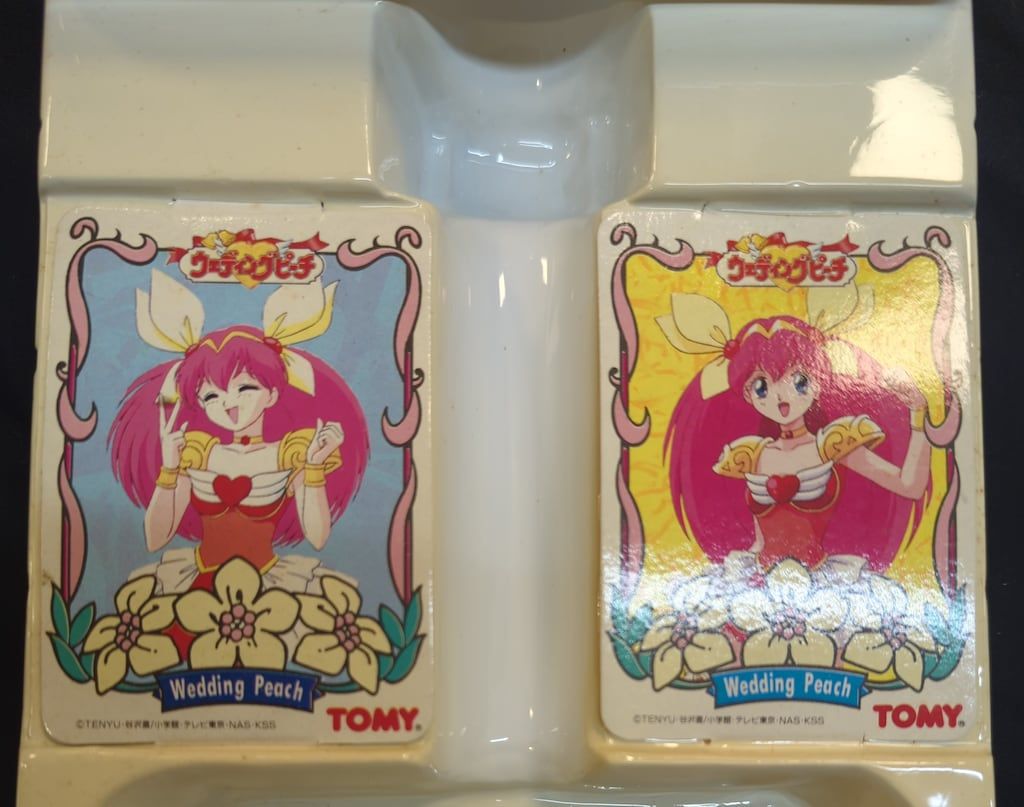 ウェディングピーチ
Wedding Peach
©TENYU・谷沢直/小学館・テレビ東京・NAS・KSS
TOMY®
ウェディングピーチ
Wedding Peach
©TENYU・谷沢直/小学館・テレビ東京・NAS・KSS
TOMY®